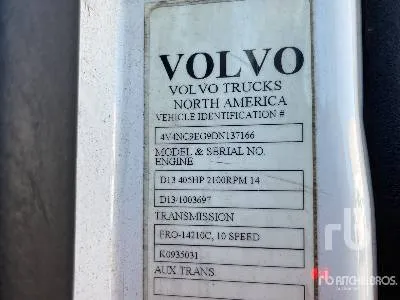 VOLVO
VOLVO TRUCKS
NORTH AMERICA
VEHICLE IDENTIFICATION #
4V4NC9EG9DN137166
MODEL & SERIAL NO.
ENGINE
D13 405HP 2100RPM 14
D13/1003697
TRANSMISSION
FRO-14210C, 10 SPEED
K0935031
AUX TRANS
rb
RITCHIE BROS.